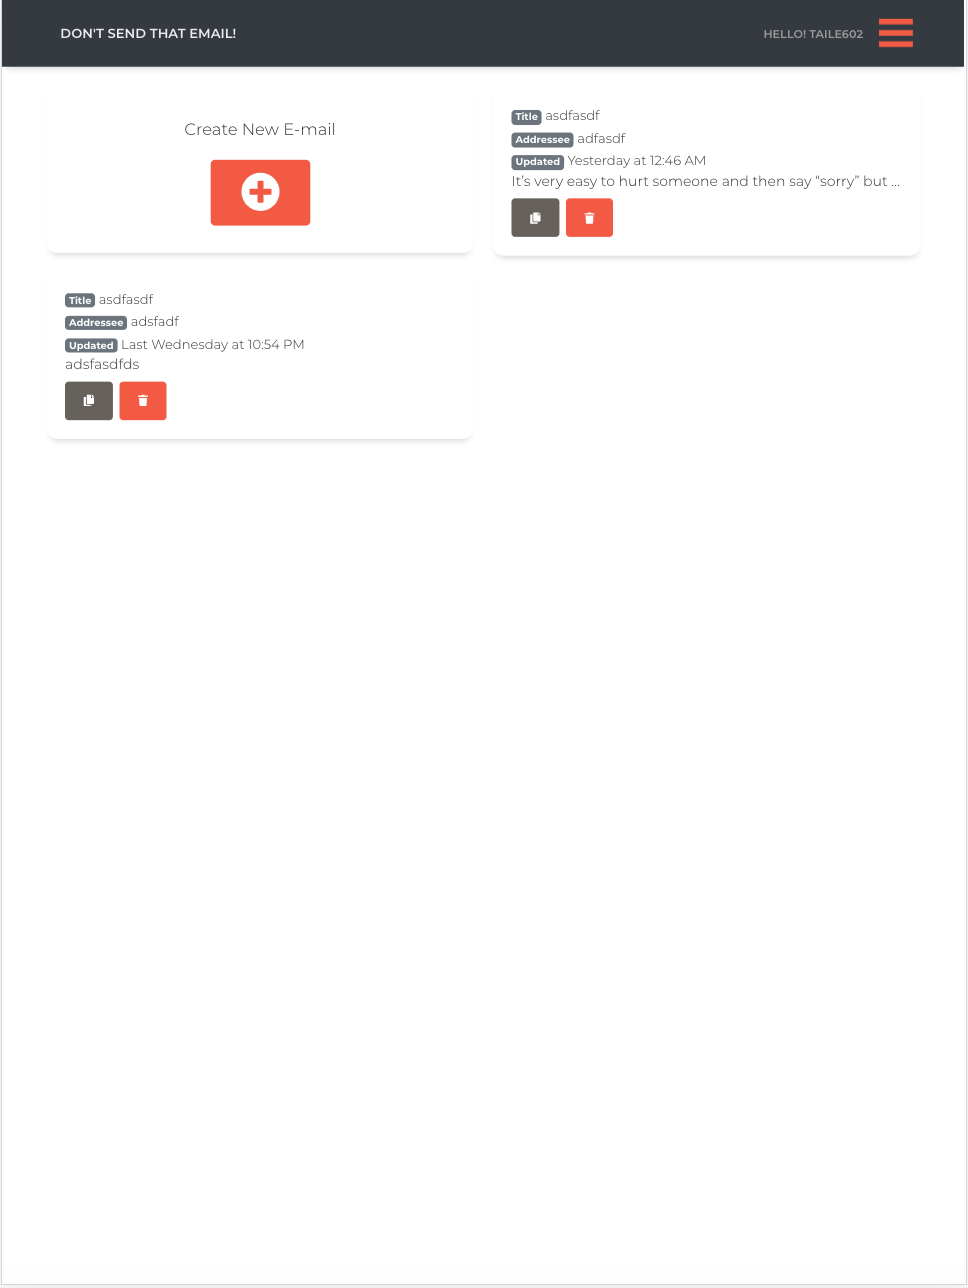 DON'T SEND THAT EMAIL!
HELLO! TAILE602
Create New E-mail
Title asdfasdf
Addressee adfasdf
Updated Yesterday at 12:46 AM
It’s very easy to hurt someone and then say “sorry” but ...
Title asdfasdf
Addressee adsfadf
Updated Last Wednesday at 10:54 PM
adsfasdfds